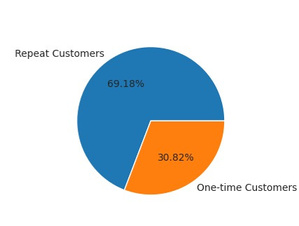 Repeat Customers
69.18%
30.82%
One-time Customers